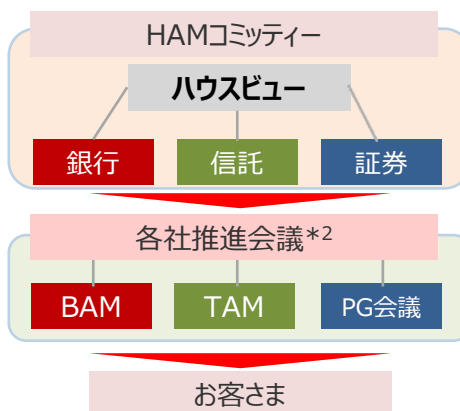 HAMコミッティー
ハウスビュー
銀行 信託 証券
各社推進会議*2
BAM TAM PG会議
お客さま